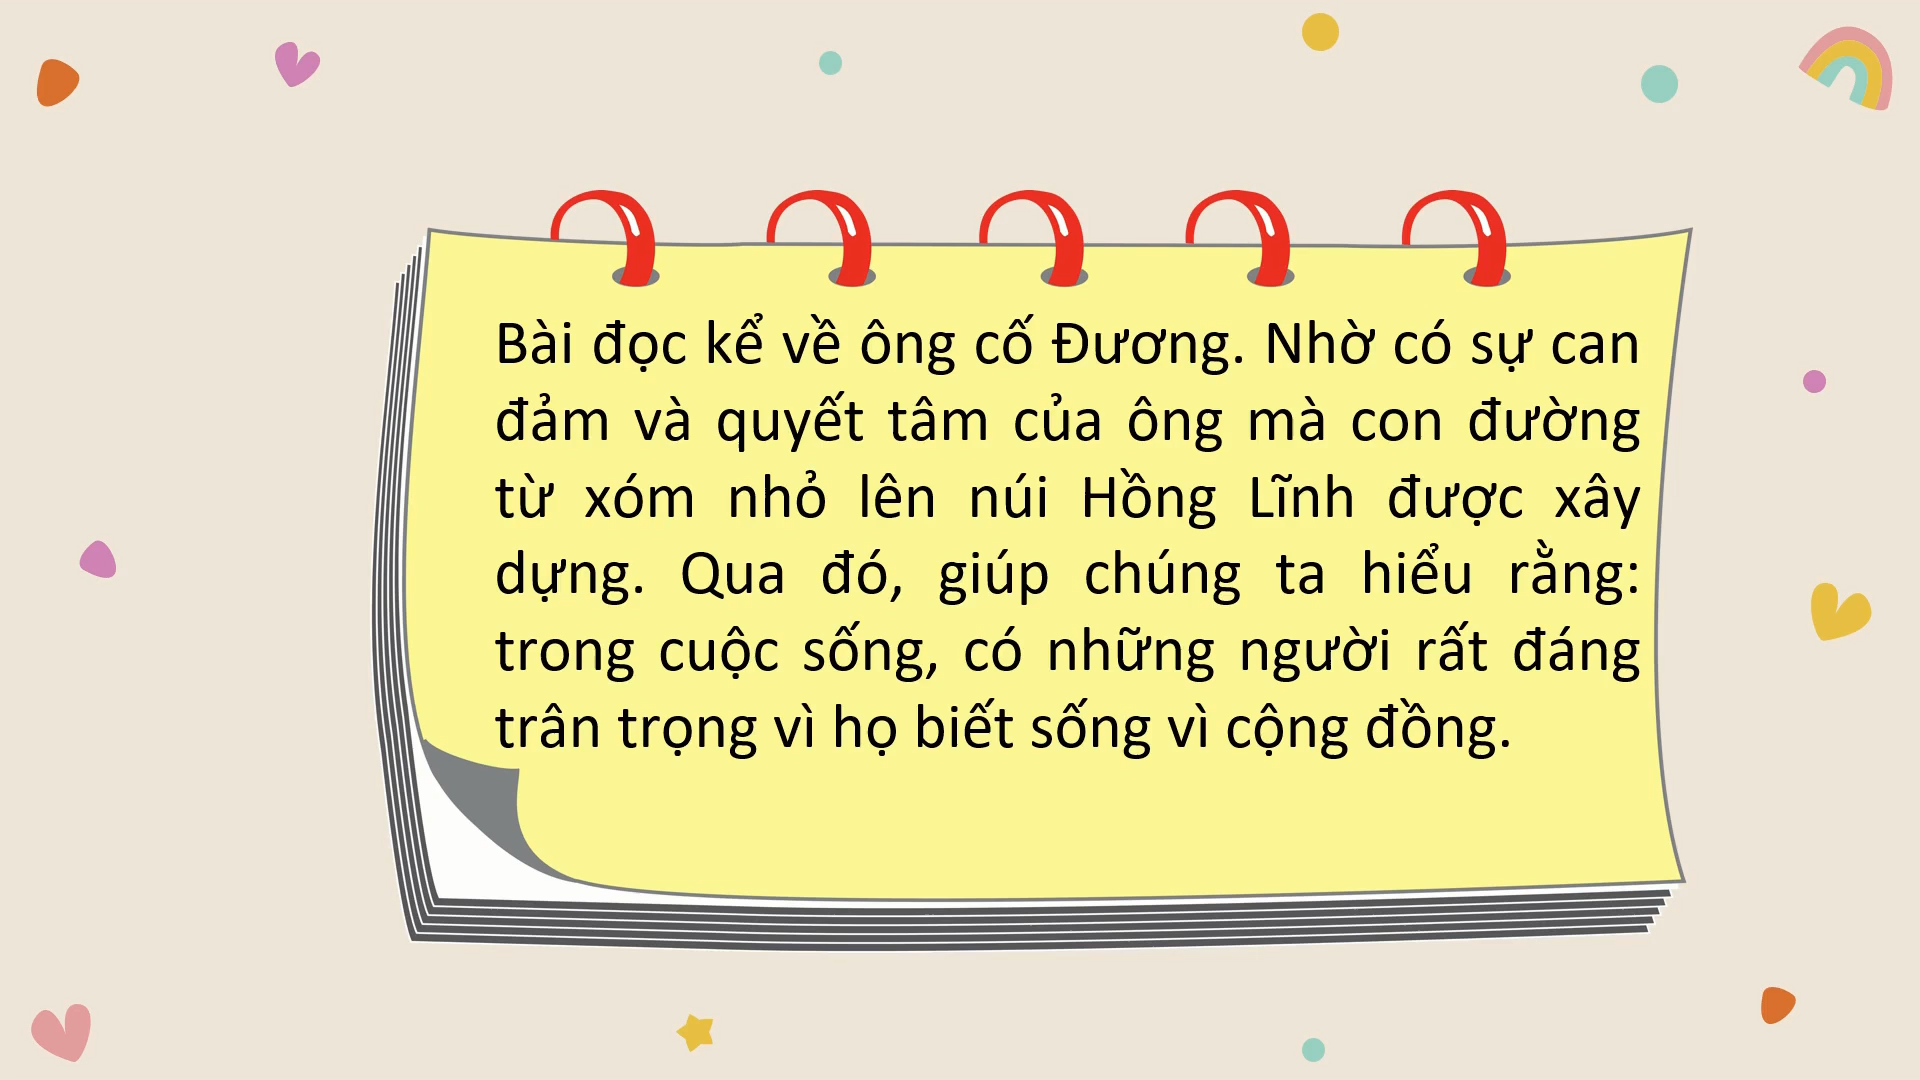 Bài đọc kể về ông cố Đương. Nhờ có sự can
đảm và quyết tâm của ông mà con đường
từ xóm nhỏ lên núi Hồng Lĩnh được xây
dựng. Qua đó, giúp chúng ta hiểu rằng:
trong cuộc sống, có những người rất đáng
trân trọng vì họ biết sống vì cộng đồng.